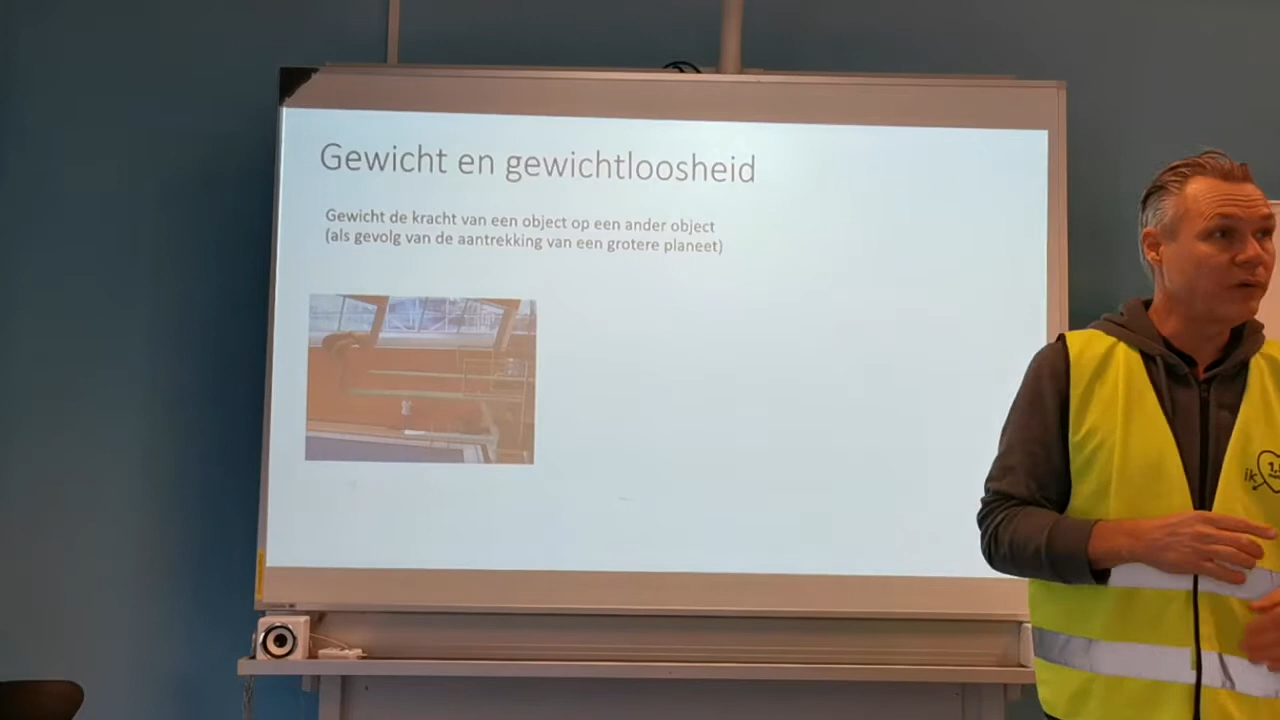 Gewicht en gewichtloosheid
Gewicht de kracht van een object op een ander object
(als gevolg van de aantrekking van een grotere planeet)
ik